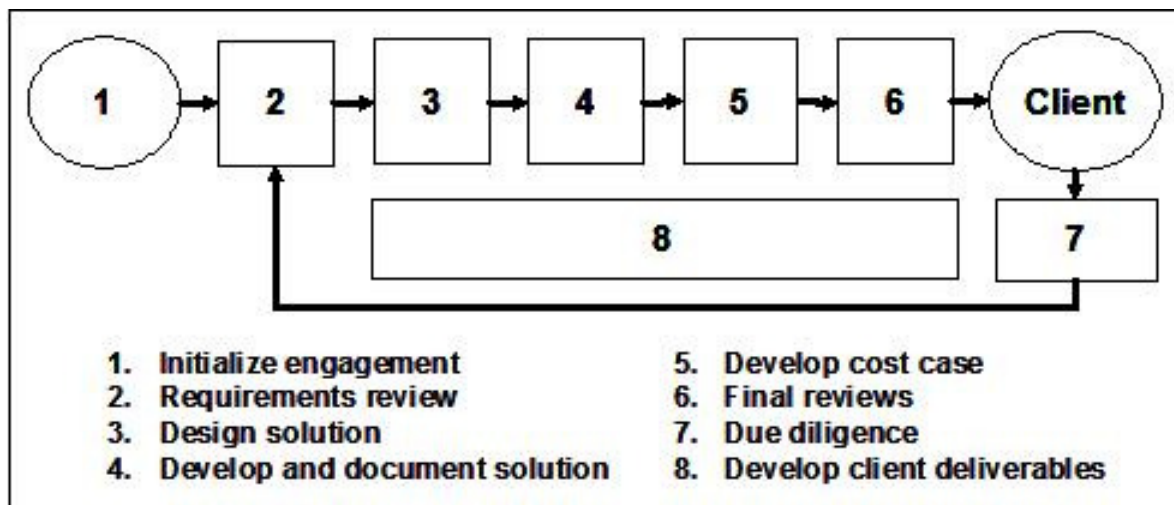 1 2 3 4 5 6 Client
8 7
1. Initialize engagement
2. Requirements review
3. Design solution
4. Develop and document solution
5. Develop cost case
6. Final reviews
7. Due diligence
8. Develop client deliverables